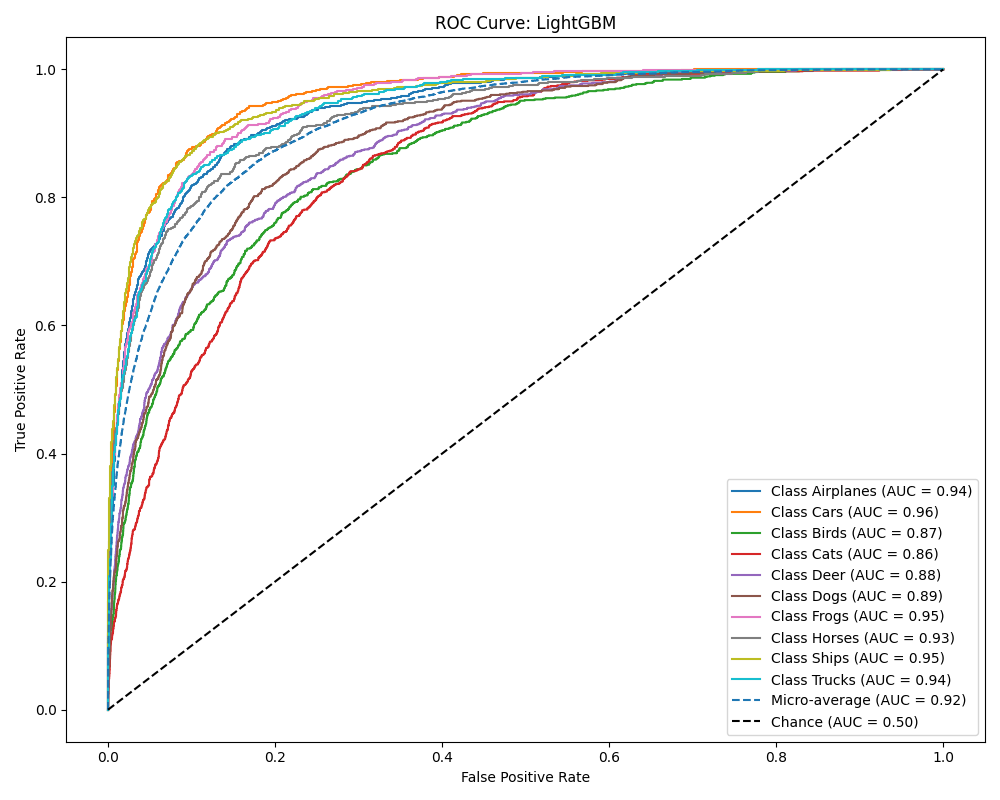 ROC Curve: LightGBM
True Positive Rate
1.0
0.8
0.6
0.4
0.2
0.0
Class Airplanes (AUC = 0.94)
Class Cars (AUC = 0.96)
Class Birds (AUC = 0.87)
Class Cats (AUC = 0.86)
Class Deer (AUC = 0.88)
Class Dogs (AUC = 0.89)
Class Frogs (AUC = 0.95)
Class Horses (AUC = 0.93)
Class Ships (AUC = 0.95)
Class Trucks (AUC = 0.94)
Micro-average (AUC = 0.92)
Chance (AUC = 0.50)
0.0 0.2 0.4 0.6 0.8 1.0
False Positive Rate